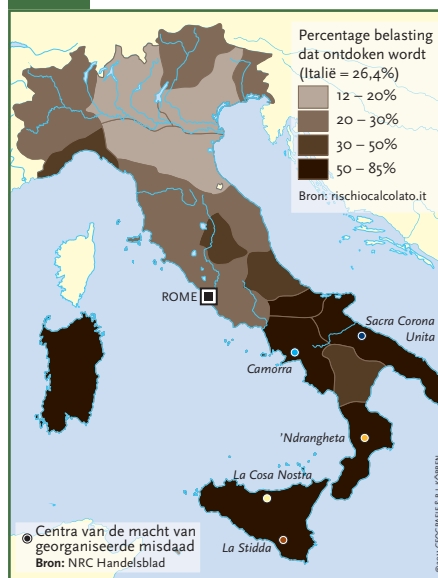 Percentage belasting
dat ontdoken wordt
(Italië = 26,4%)
12 – 20%
20 – 30%
30 – 50%
50 – 85%
Bron: rischiocalcolato.it
ROME
Sacra Corona
Unita
Camorra
'Ndrangheta
La Cosa Nostra
La Stidda
Centra van de macht van
georganiseerde misdaad
Bron: NRC Handelsblad
GEOGRAFIE & B.J. KÖBBEN